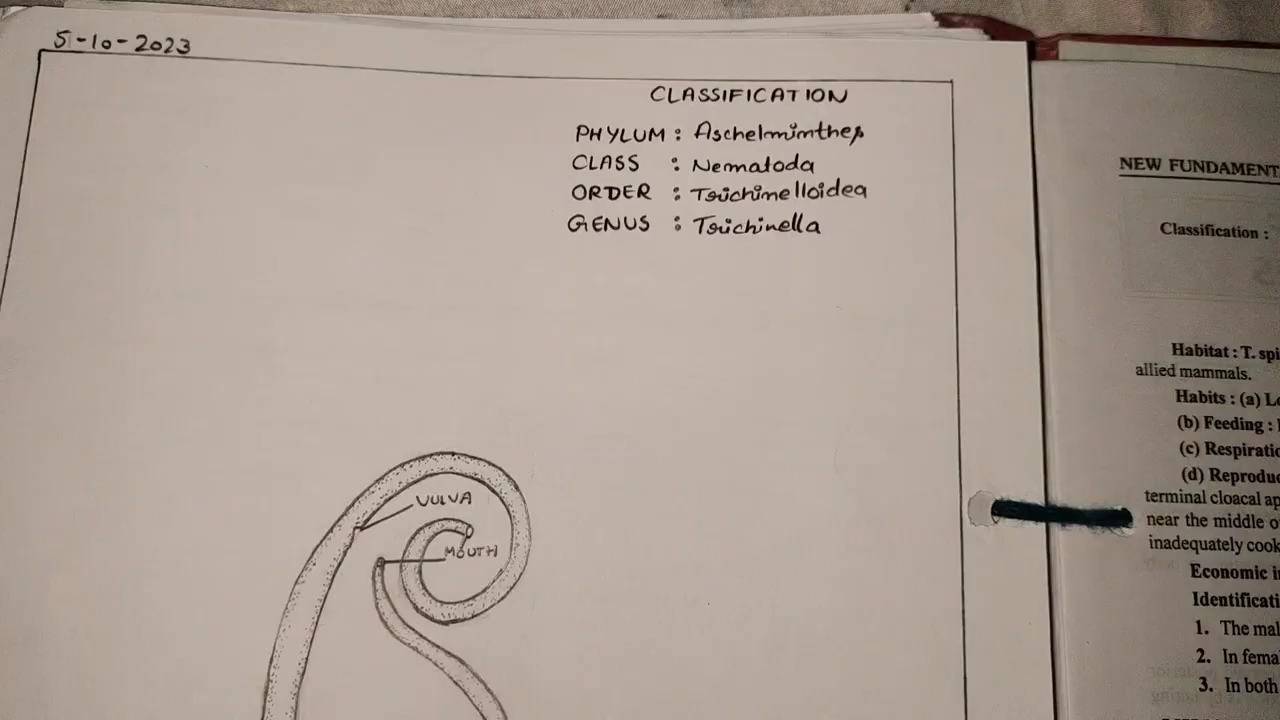 5-10-2023
CLASSIFICATION
PHYLUM : Aschelminthes
CLASS : Nematoda
ORDER : Trichinelloidea
GENUS : Trichinella
VULVA
MOUTH
NEW FUNDAMENT
Classification :
Habitat : T. spi
allied mammals.
Habits : (a) L
(b) Feeding :
(c) Respiratio
(d) Reprodu
terminal cloacal ap
near the middle o
inadequately cook
Economic i
Identificati
1. The mal
2. In fema
3. In both